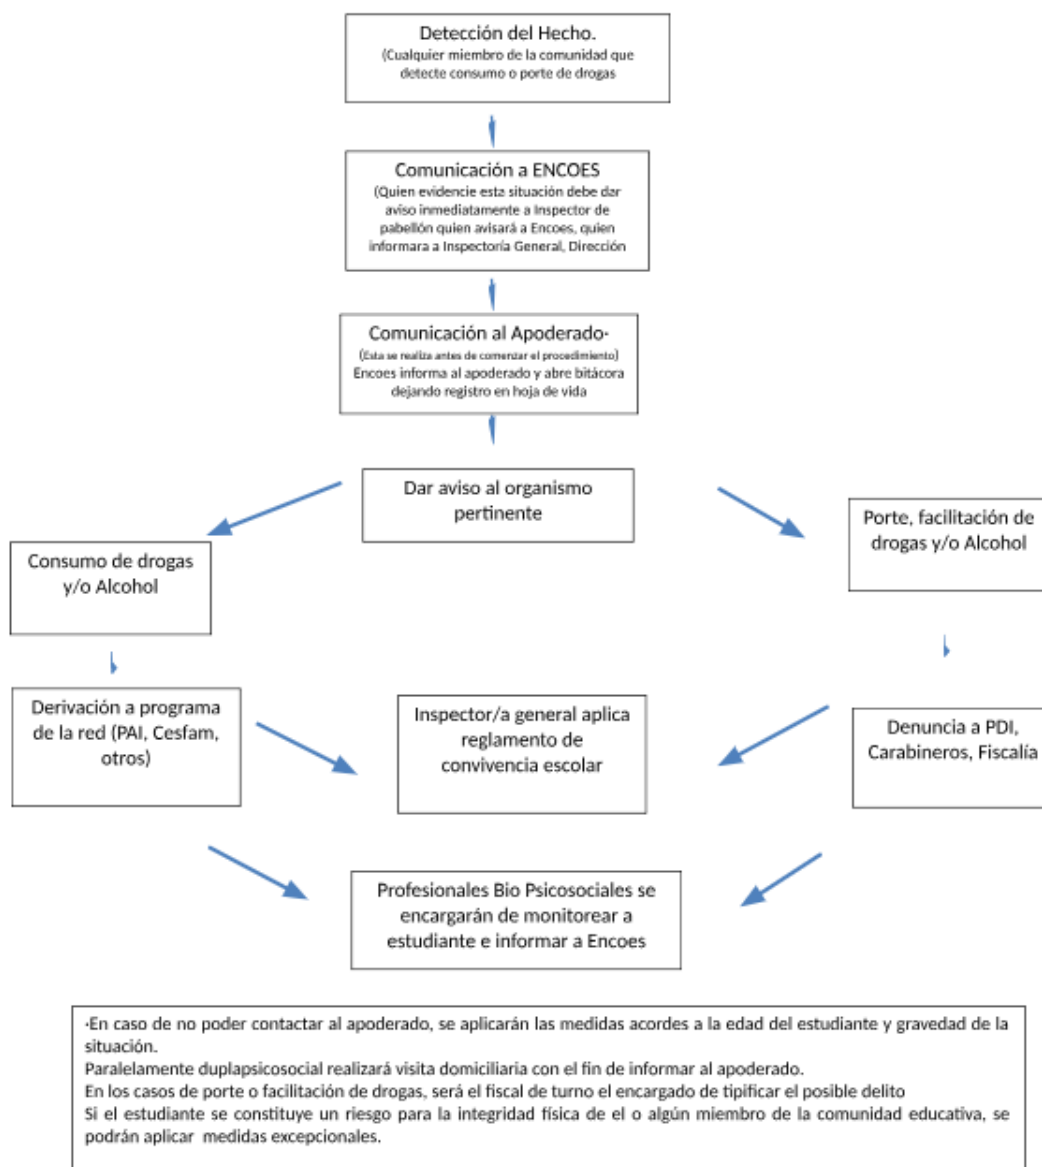 Detección del Hecho.
(Cualquier miembro de la comunidad que
detecte consumo o porte de drogas
Comunicación a ENCOES
(Quien evidencie esta situación debe dar
aviso inmediatamente a Inspector de
pabellón quien avisará a Encoes, quien
informara a Inspectoría General, Dirección
Comunicación al Apoderado·
(Esta se realiza antes de comenzar el procedimiento)
Encoes informa al apoderado y abre bitácora
dejando registro en hoja de vida
Dar aviso al organismo
pertinente
Consumo de drogas
y/o Alcohol
Porte, facilitación de
drogas y/o Alcohol
Derivación a programa
de la red (PAI, Cesfam,
otros)
Inspector/a general aplica
reglamento de
convivencia escolar
Denuncia a PDI,
Carabineros, Fiscalía
Profesionales Bio Psicosociales se
encargarán de monitorear a
estudiante e informar a Encoes
·En caso de no poder contactar al apoderado, se aplicarán las medidas acordes a la edad del estudiante y gravedad de la
situación.
Paralelamente duplapsicosocial realizará visita domiciliaria con el fin de informar al apoderado.
En los casos de porte o facilitación de drogas, será el fiscal de turno el encargado de tipificar el posible delito
Si el estudiante se constituye un riesgo para la integridad física de el o algún miembro de la comunidad educativa, se
podrán aplicar medidas excepcionales.